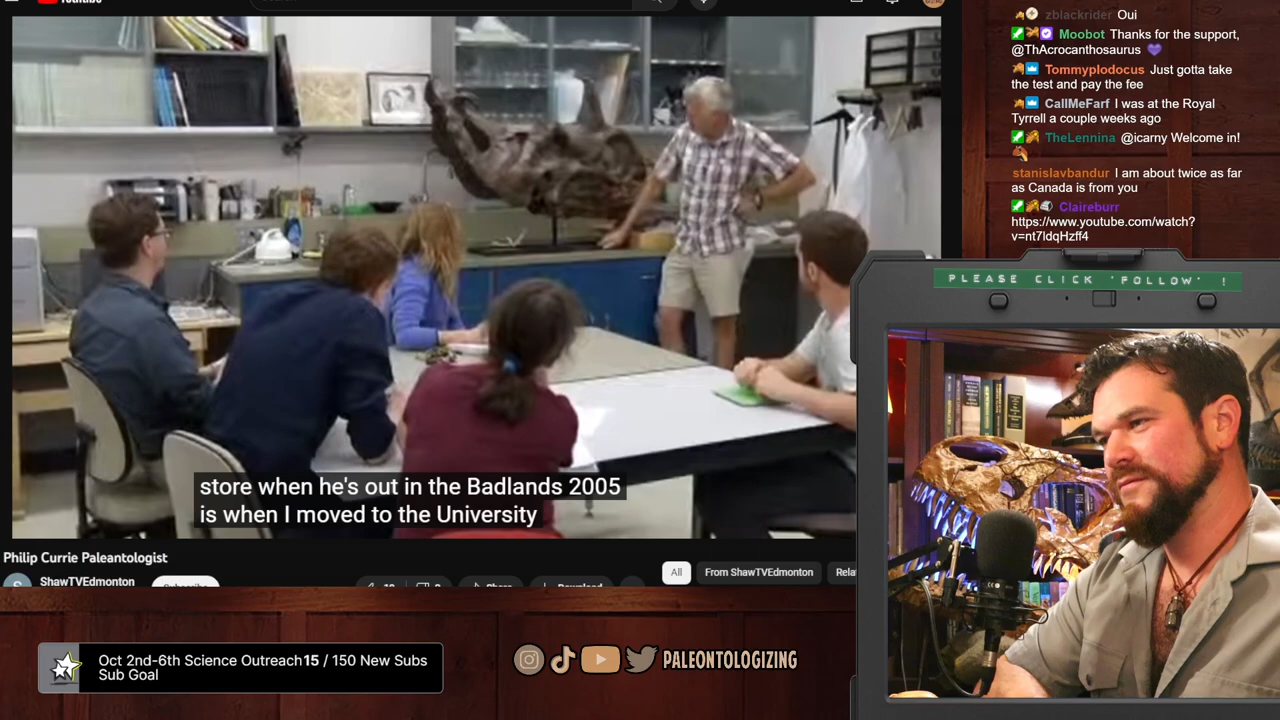 zblackrider Oui
Moobot Thanks for the support,
@ThAcrocanthosaurus
Tommyplodocus Just gotta take
the test and pay the fee
CallMeFarf I was at the Royal
Tyrrell a couple weeks ago
TheLennina @icarny Welcome in!
stanislavbandur I am about twice as far
as Canada is from you
Claireburr
https://www.youtube.com/watch?
v=nt7ldqHzff4
PLEASE CLICK 'FOLLOW' !
store when he's out in the Badlands 2005
is when I moved to the University
Philip Currie Paleantologist
ShawTVEdmonton
Subscribe
Share
Download
All
From ShawTVEdmonton
Oct 2nd-6th Science Outreach 15 / 150 New Subs
Sub Goal
PALEONTOLOGIZING